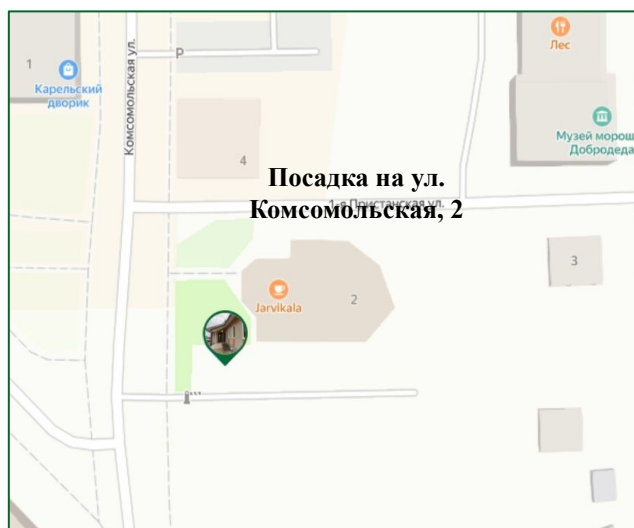 1
Карельский
дворик
Комсомольская ул.
P
4
Лес
Музей морош
Добродеда
Посадка на ул.
Комсомольская, 2
1-я Пристанская ул.
3
Jarvikala
2